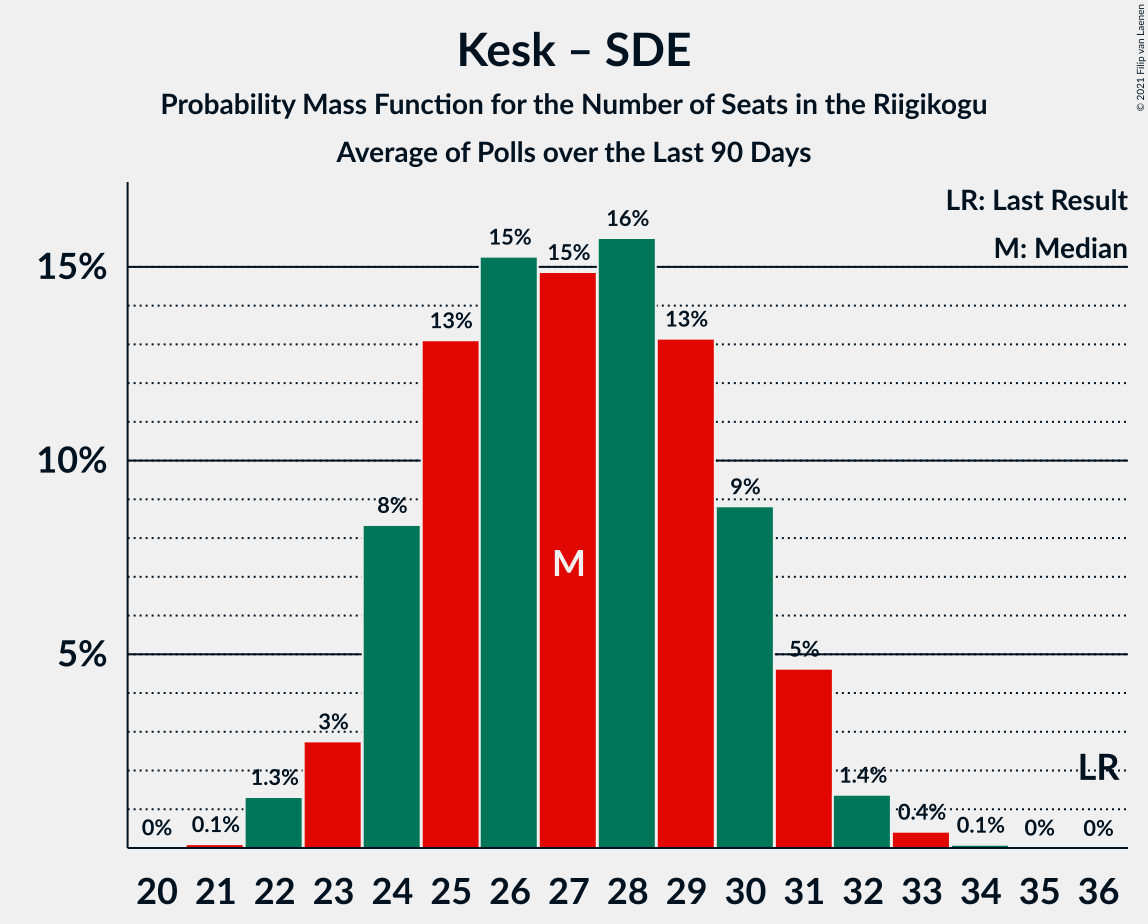 Kesk – SDE
Probability Mass Function for the Number of Seats in the Riigikogu
Average of Polls over the Last 90 Days
© 2021 Filip van Laenen
LR: Last Result
M: Median
15%
10%
5%
0%
0.1%
1.3%
3%
8%
13%
15%
15%
16%
13%
9%
5%
1.4%
0.4%
0.1%
0%
0%
M
LR
20 21 22 23 24 25 26 27 28 29 30 31 32 33 34 35 36